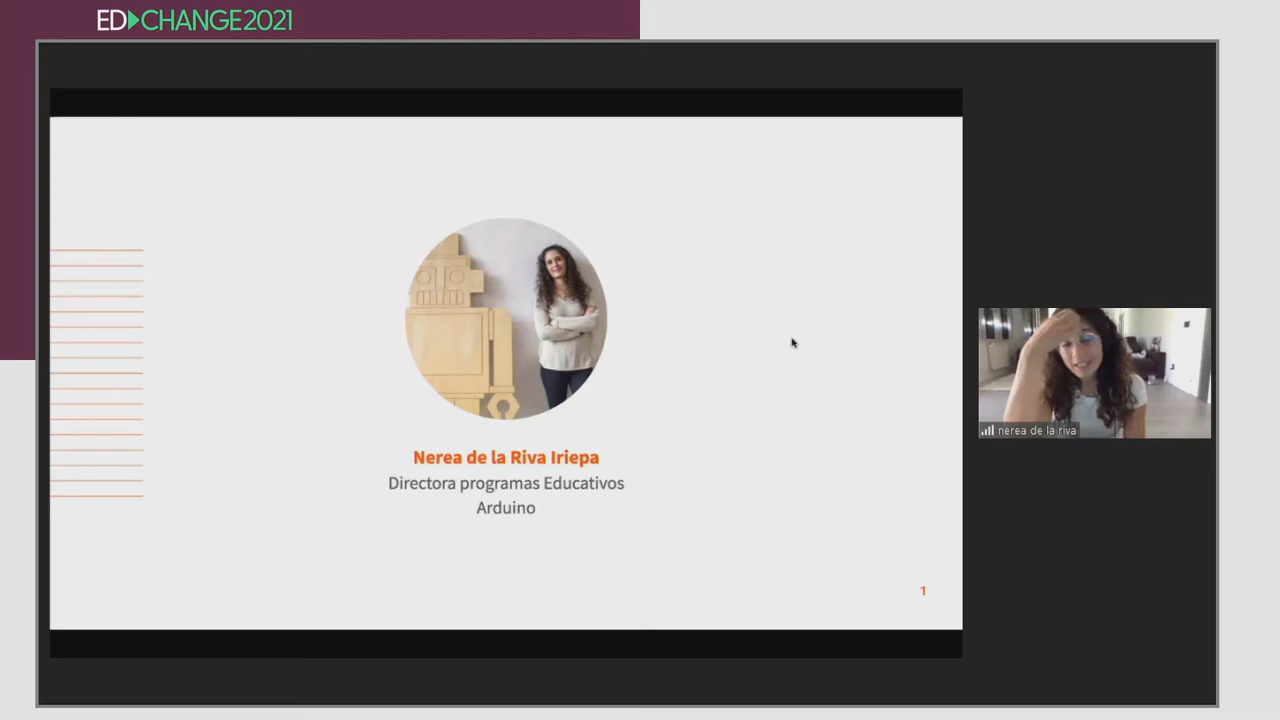 ED CHANGE2021
Nerea de la Riva Iriepa
Directora programas Educativos
Arduino
1
nerea de la riva